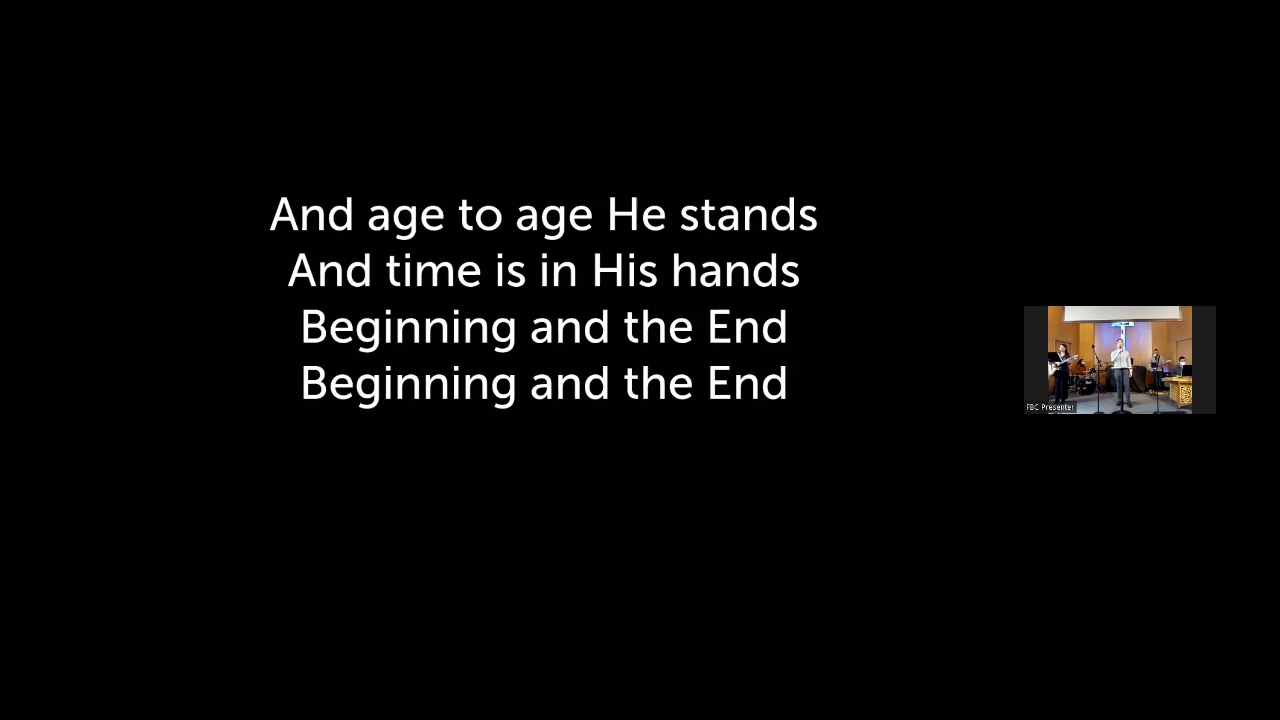 And age to age He stands
And time is in His hands
Beginning and the End
Beginning and the End
FBC Presenter